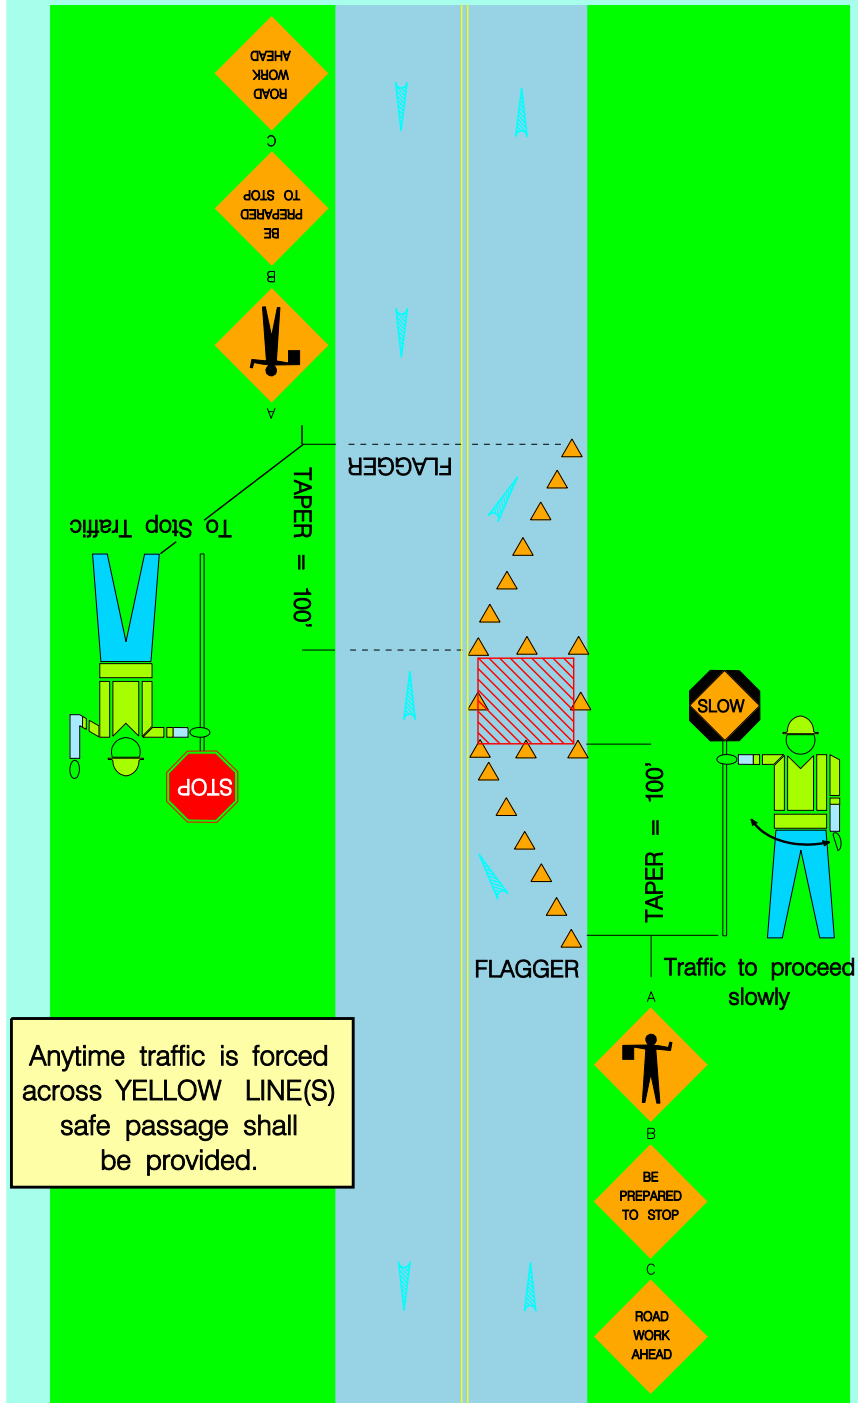 ROAD
WORK
AHEAD
C
BE
PREPARED
TO STOP
B
A
FLAGGER
TAPER = 100'
To Stop Traffic
STOP
SLOW
TAPER = 100'
FLAGGER
Traffic to proceed
slowly
A
B
BE
PREPARED
TO STOP
C
ROAD
WORK
AHEAD
Anytime traffic is forced
across YELLOW LINE(S)
safe passage shall
be provided.